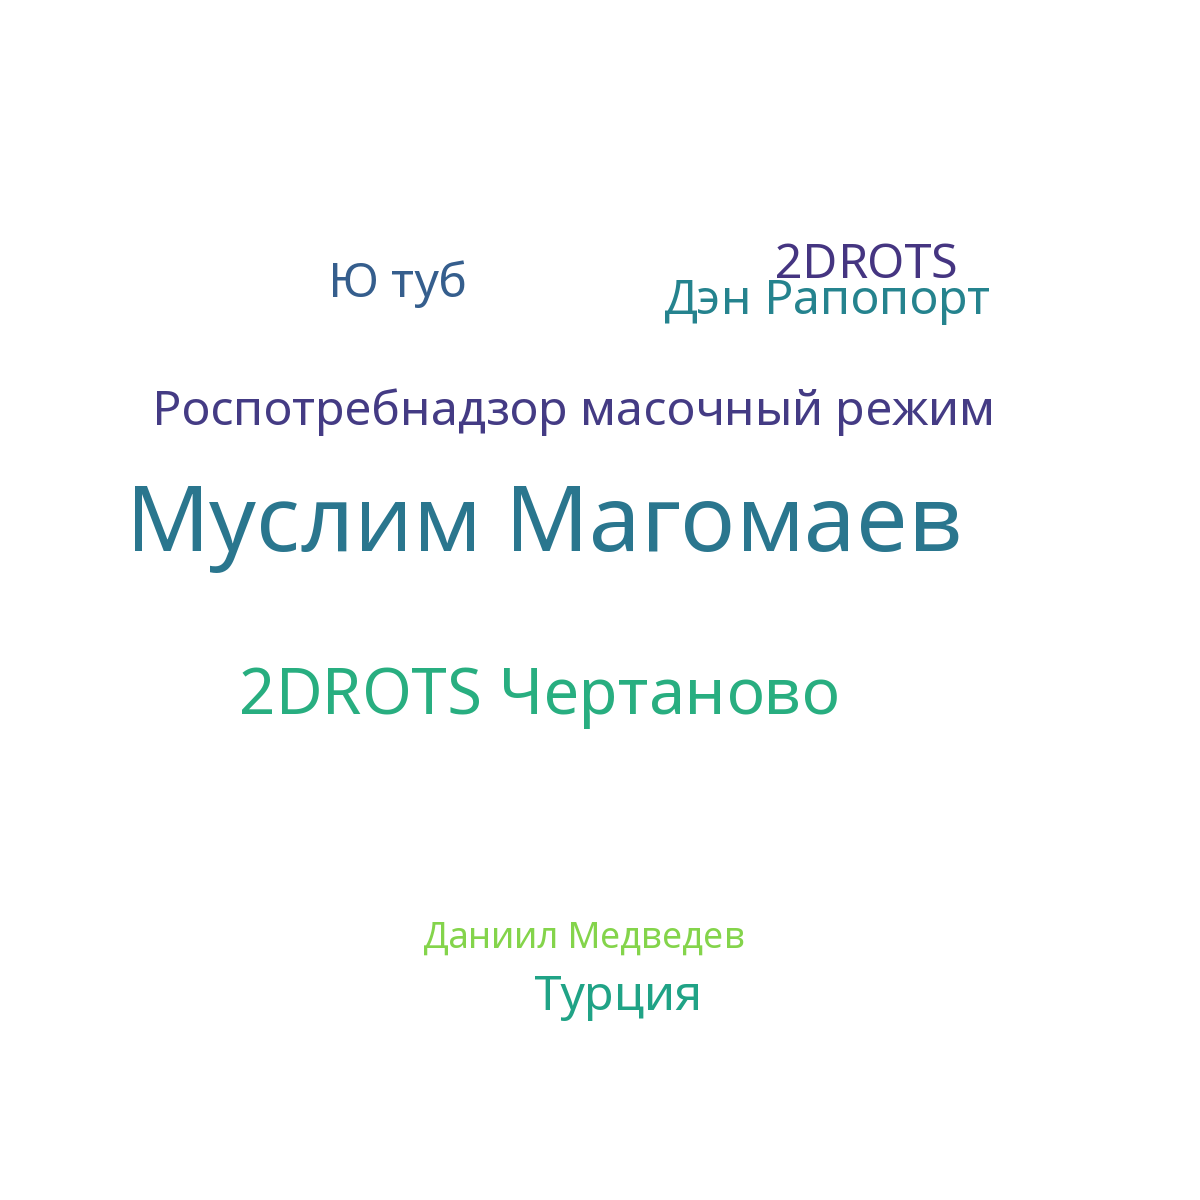 2DROTS
Ю туб
Дэн Рапопорт
Роспотребнадзор масочный режим
Муслим Магомаев
2DROTS Чертаново
Даниил Медведев
Турция